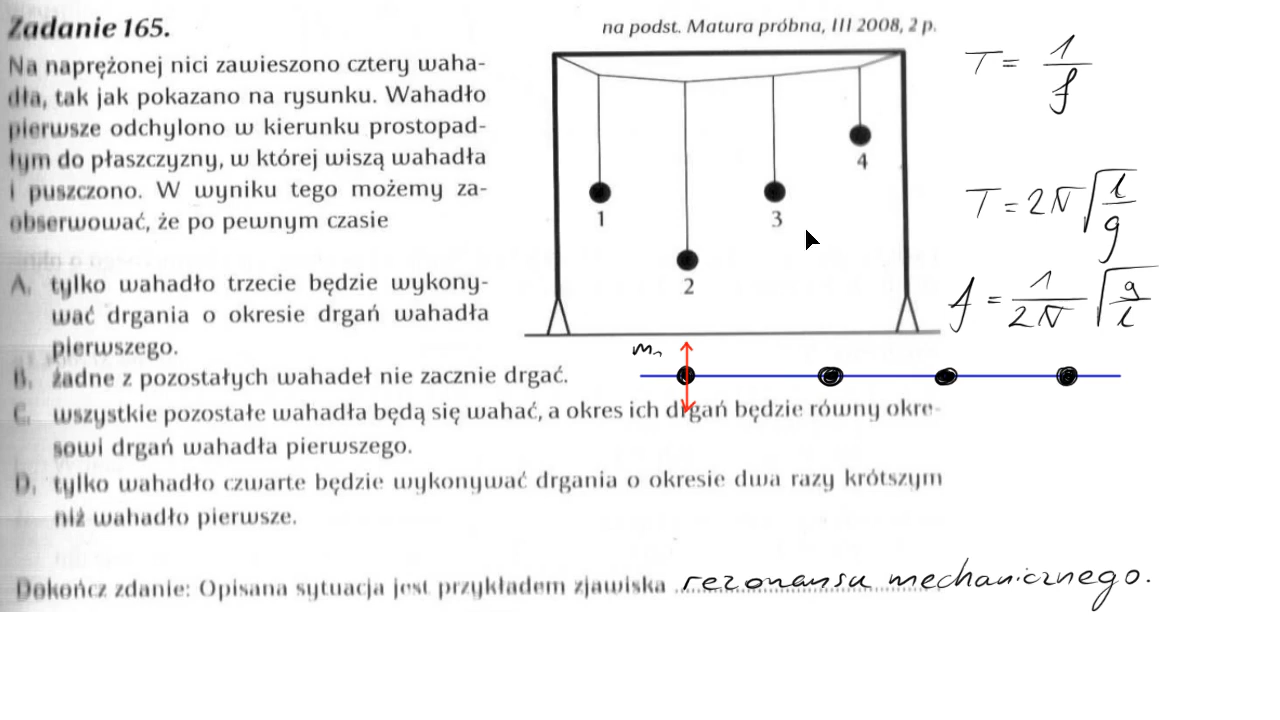 Zadanie 165.
na podst. Matura próbna, III 2008, 2 p.
Na naprężonej nici zawieszono cztery waha-
dła, tak jak pokazano na rysunku. Wahadło
pierwsze odchylono w kierunku prostopad-
łym do płaszczyzny, w której wiszą wahadła
i puszczono. W wyniku tego możemy za-
obserwować, że po pewnym czasie
A. tylko wahadło trzecie będzie wykony-
wać drgania o okresie drgań wahadła
pierwszego.
B. żadne z pozostałych wahadeł nie zacznie drgać.
C. wszystkie pozostałe wahadła będą się wahać, a okres ich drgań będzie równy okre-
sowi drgań wahadła pierwszego.
D. tylko wahadło czwarte będzie wykonywać drgania o okresie dwa razy krótszym
niż wahadło pierwsze.
Dokończ zdanie: Opisana sytuacja jest przykładem zjawiska rezonansu mechanicznego.
1
2
3
4
T = 1/f
T = 2π√(l/g)
f = 1/2π √(g/l)